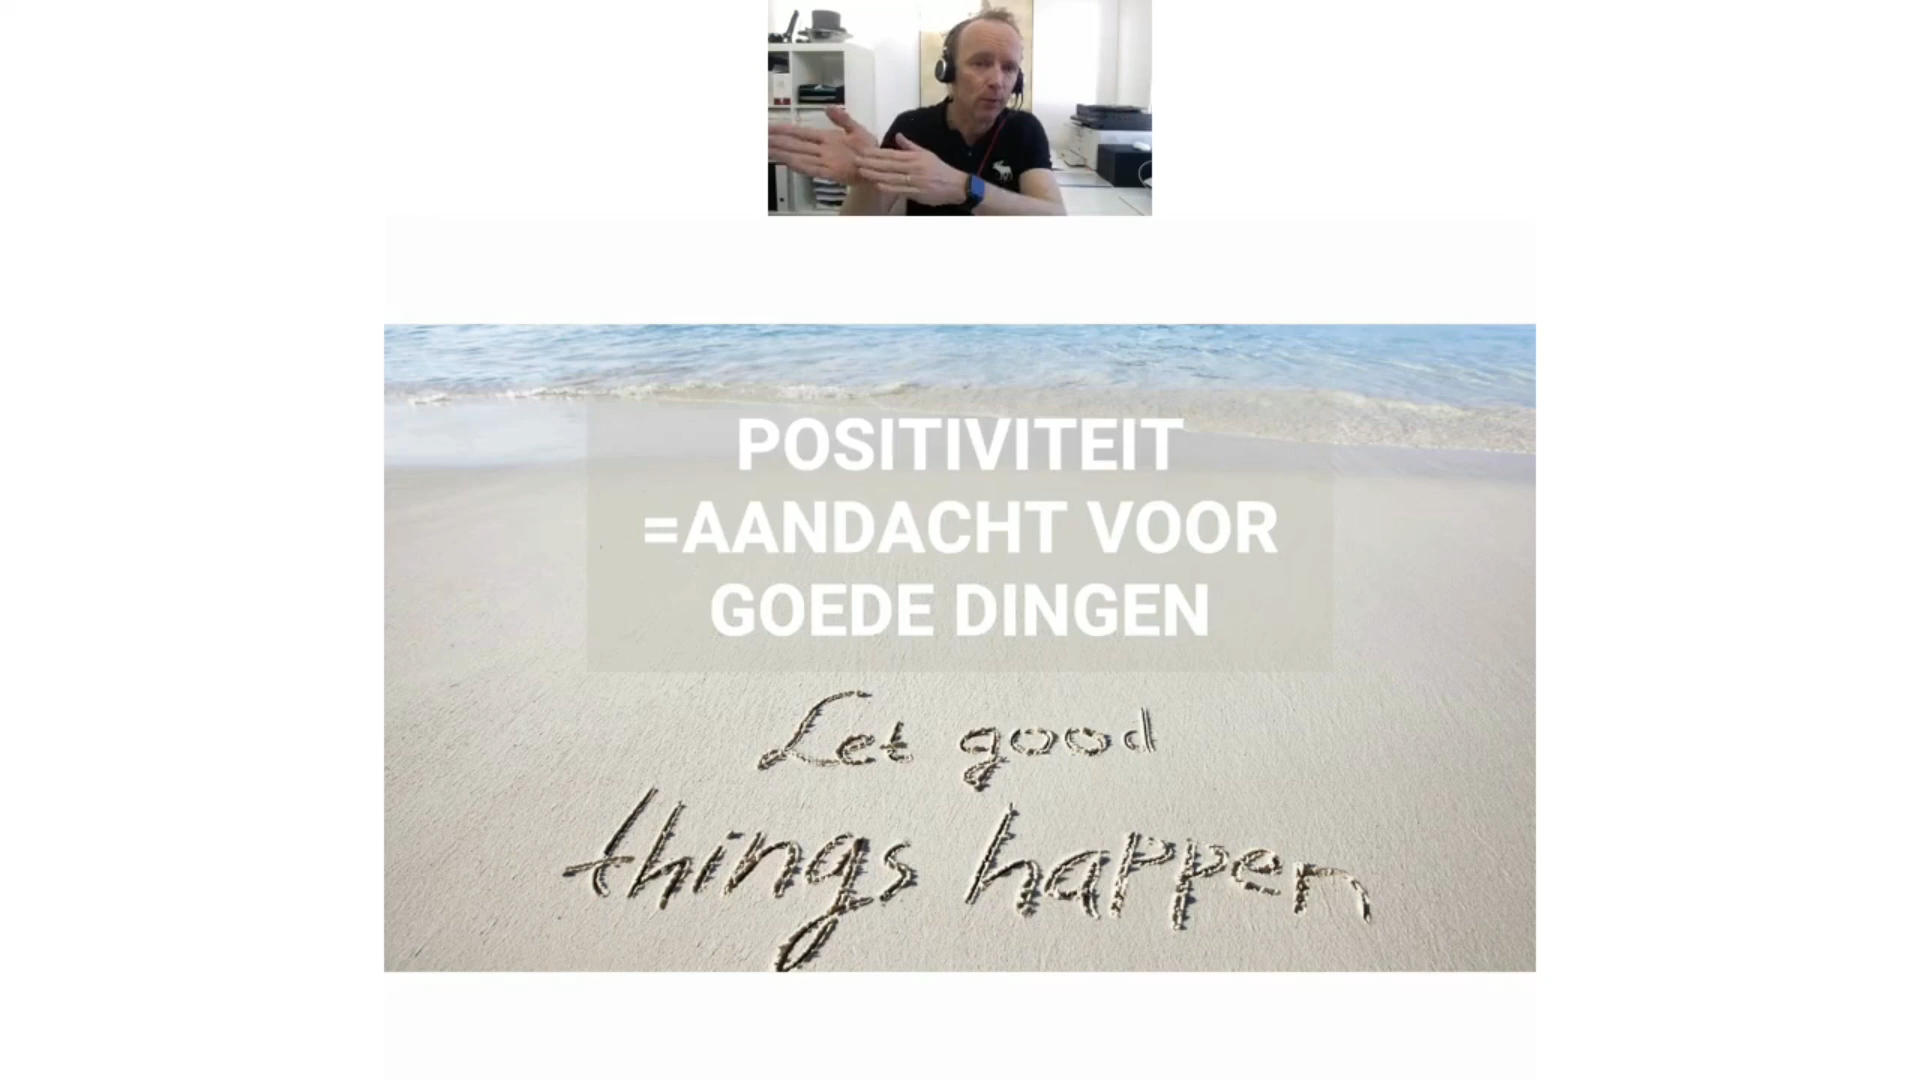 POSITIVITEIT
=AANDACHT VOOR
GOEDE DINGEN
Let good
things happen